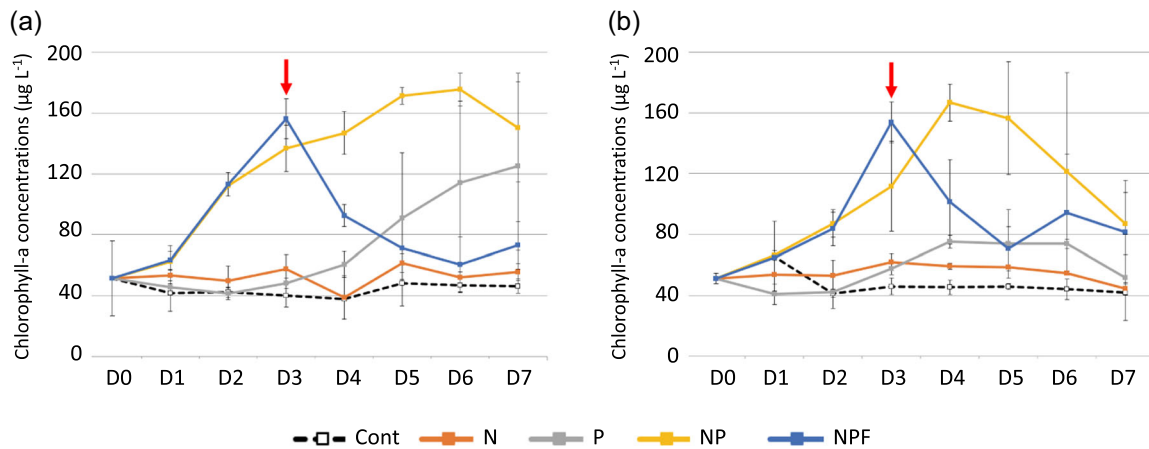 (a)
Chlorophyll-a concentrations (µg L⁻¹)
200
160
120
80
40
0
D0 D1 D2 D3 D4 D5 D6 D7
(b)
Chlorophyll-a concentrations (µg L⁻¹)
200
160
120
80
40
0
D0 D1 D2 D3 D4 D5 D6 D7
Cont N P NP NPF